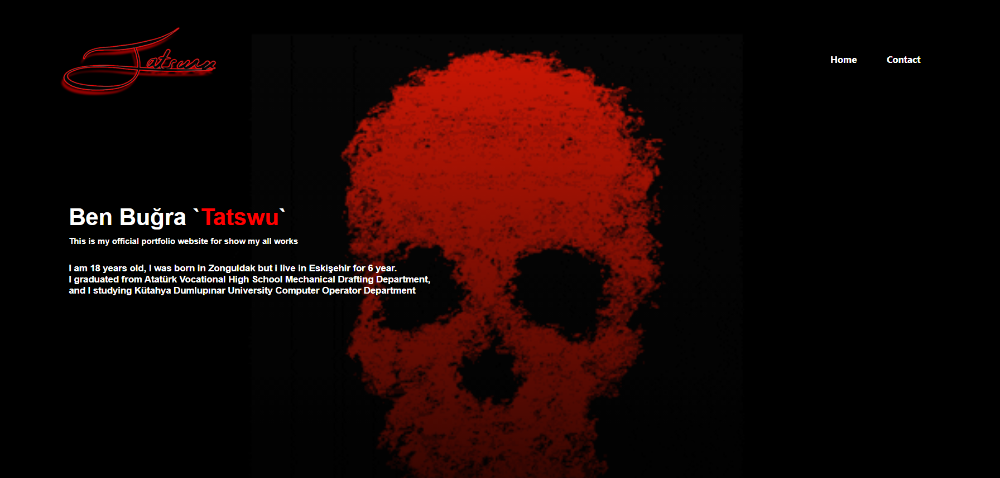 Tatswu
Home
Contact
Ben Buğra `Tatswu`
This is my official portfolio website for show my all works
I am 18 years old, I was born in Zonguldak but i live in Eskişehir for 6 year.
I graduated from Atatürk Vocational High School Mechanical Drafting Department,
and I studying Kütahya Dumlupınar University Computer Operator Department